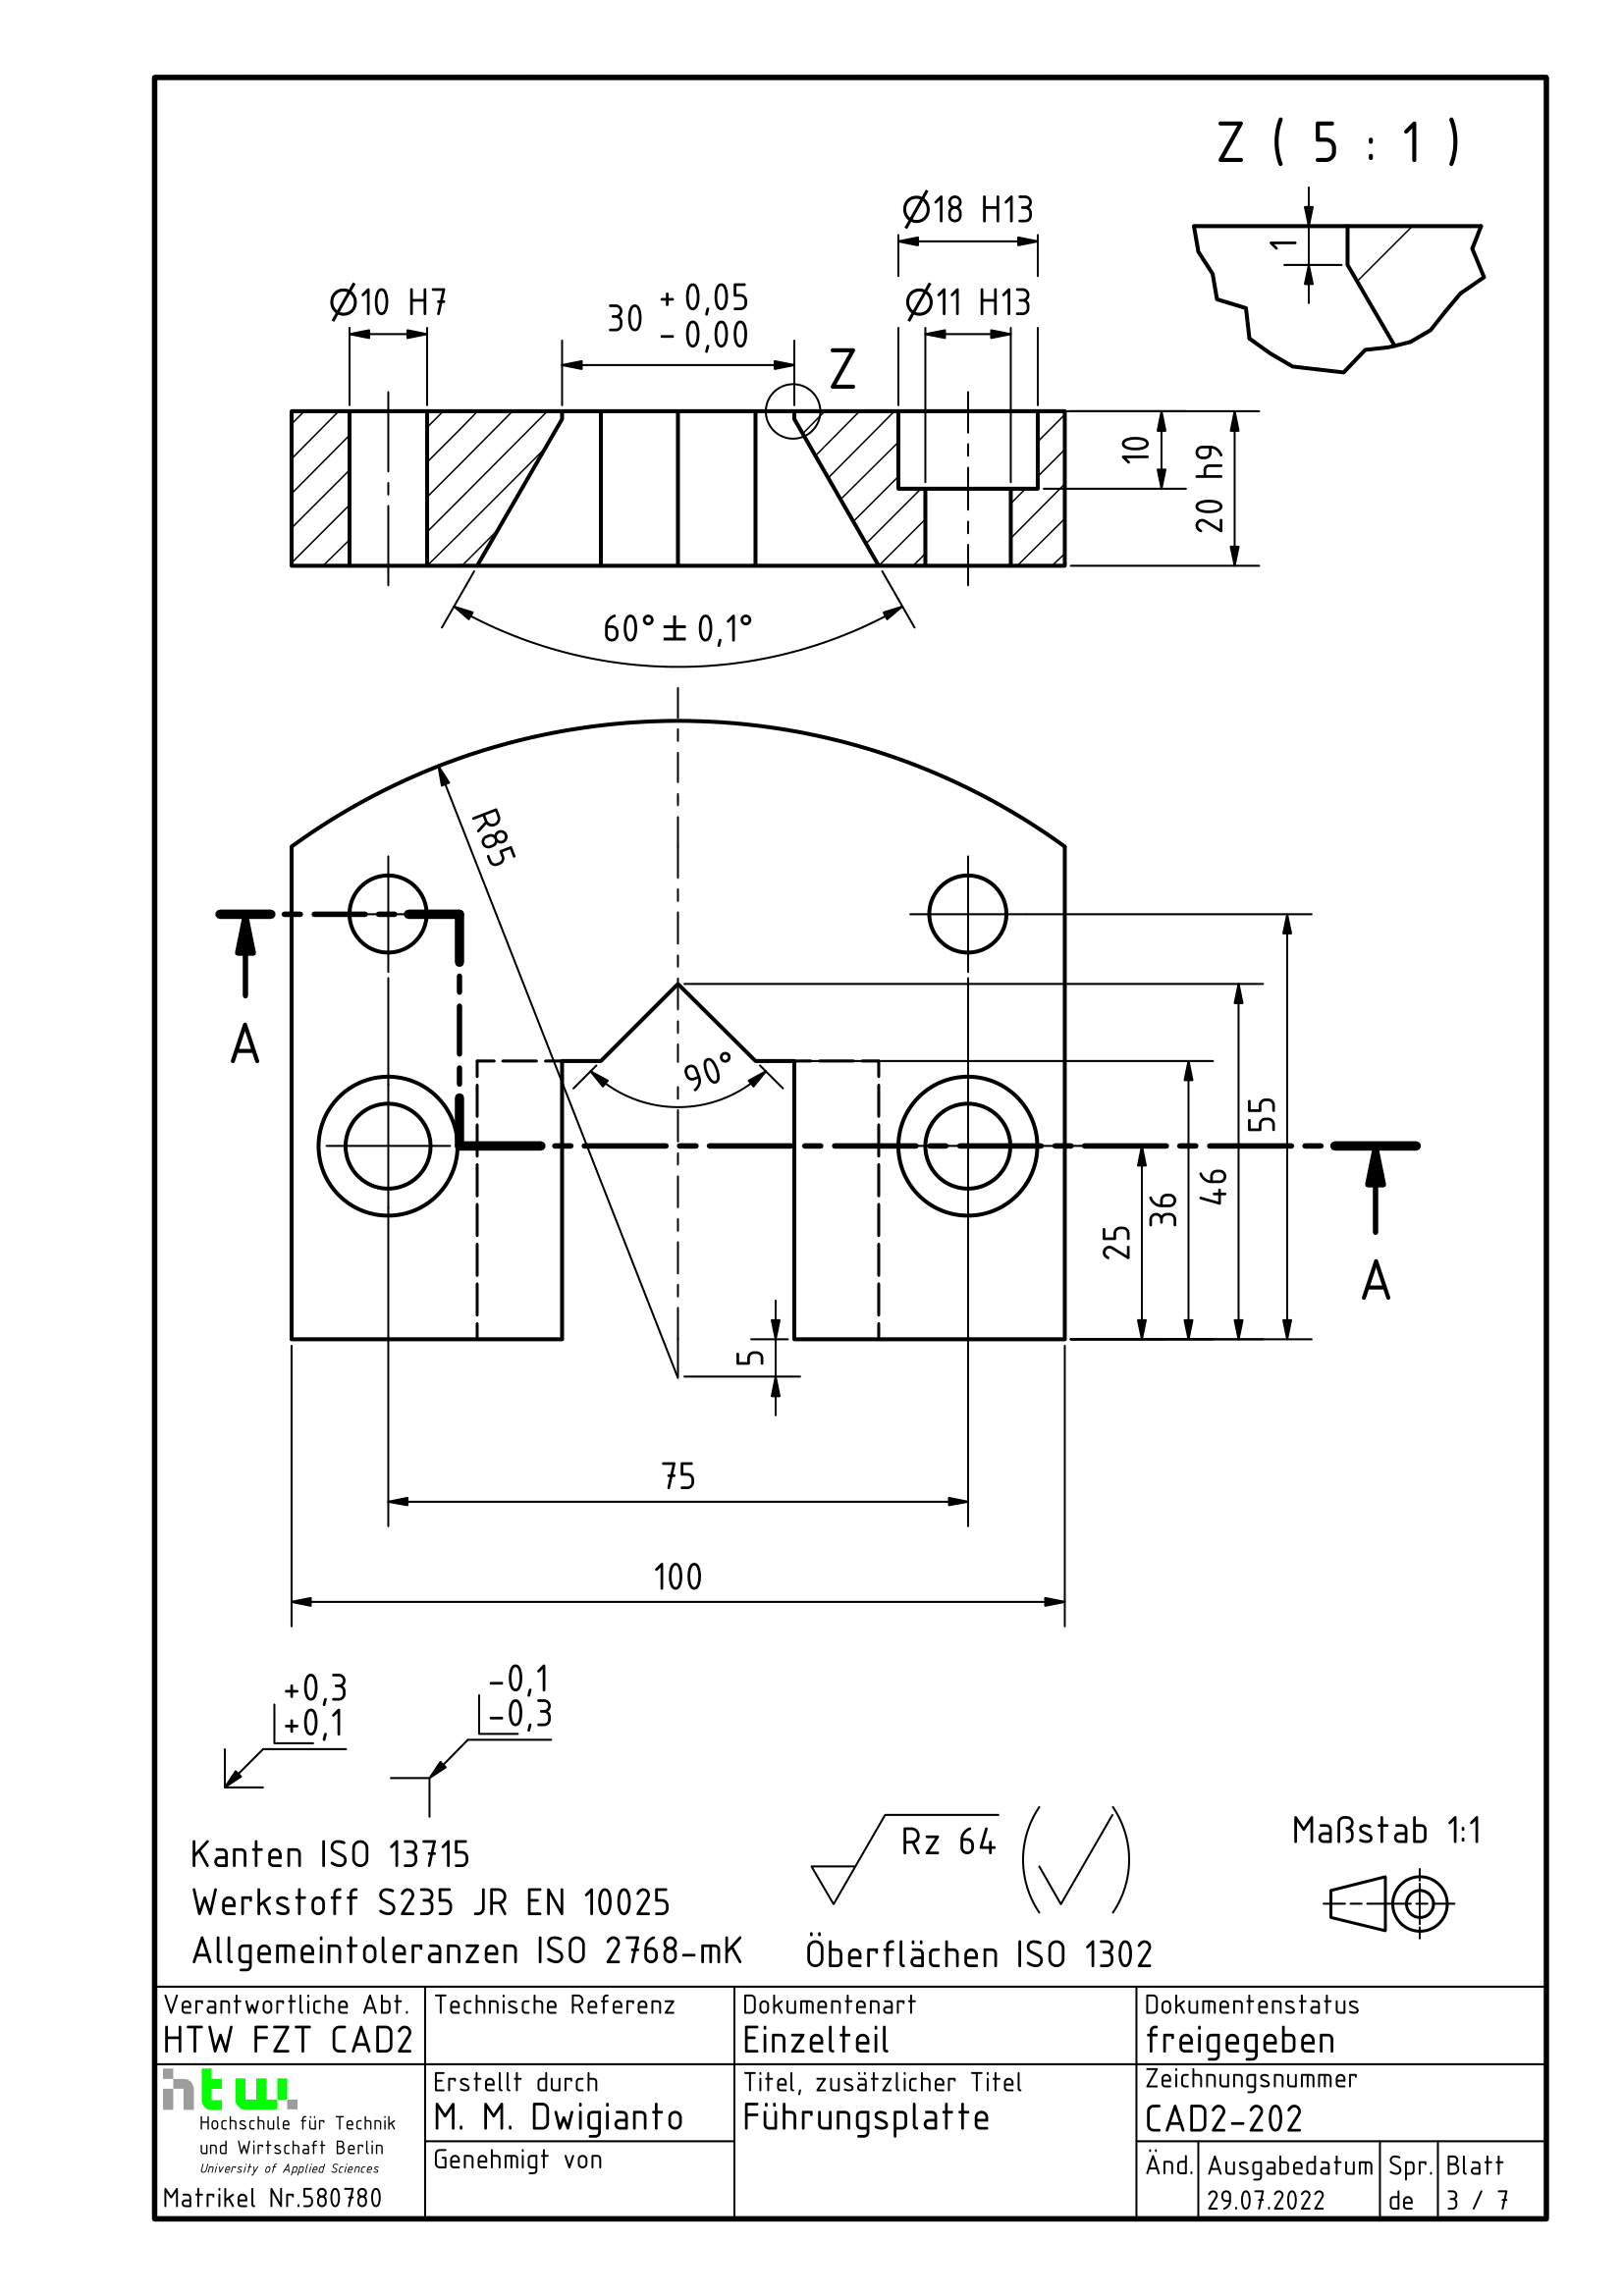 Z ( 5 : 1 )
1
Ø18 H13
Ø10 H7
30 + 0,05
- 0,00
Ø11 H13
Z
10
20 h9
60° ± 0,1°
R85
A
90°
55
46
36
25
A
5
75
100
+0,3
+0,1
-0,1
-0,3
Kanten ISO 13715
Werkstoff S235 JR EN 10025
Allgemeintoleranzen ISO 2768-mK
Rz 64
Öberflächen ISO 1302
Maßstab 1:1
Verantwortliche Abt.
HTW FZT CAD2
Technische Referenz
Dokumentenart
Einzelteil
Dokumentenstatus
freigegeben
htw.
Hochschule für Technik
und Wirtschaft Berlin
University of Applied Sciences
Matrikel Nr.580780
Erstellt durch
M. M. Dwigianto
Genehmigt von
Titel, zusätzlicher Titel
Führungsplatte
Zeichnungsnummer
CAD2-202
Änd.
Ausgabedatum
29.07.2022
Spr.
de
Blatt
3 / 7